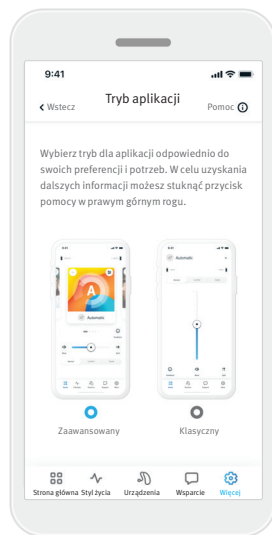 9:41
Wstecz
Tryb aplikacji
Pomoc
Wybierz tryb dla aplikacji odpowiednio do
swoich preferencji i potrzeb. W celu uzyskania
dalszych informacji możesz stuknąć przycisk
pomocy w prawym górnym rogu.
A
Automatic
Automatic
Zaawansowany
Klasyczny
Strona główna
Styl życia
Urządzenia
Wsparcie
Więcej